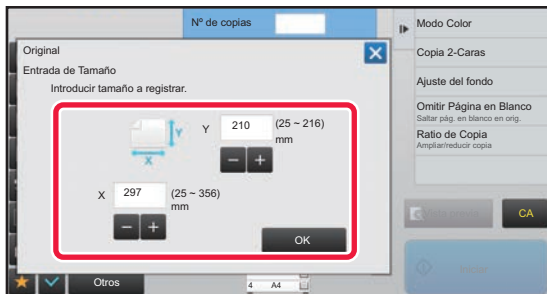 Nº de copias
Original
Entrada de Tamaño
Introducir tamaño a registrar.
Y
Y 210 (25 ~ 216)
mm
X
X 297 (25 ~ 356)
mm
OK
Otros
4 A4
Modo Color
Copia 2-Caras
Ajuste del fondo
Omitir Página en Blanco
Saltar pág. en blanco en orig.
Ratio de Copia
Ampliar/reducir copia
CA